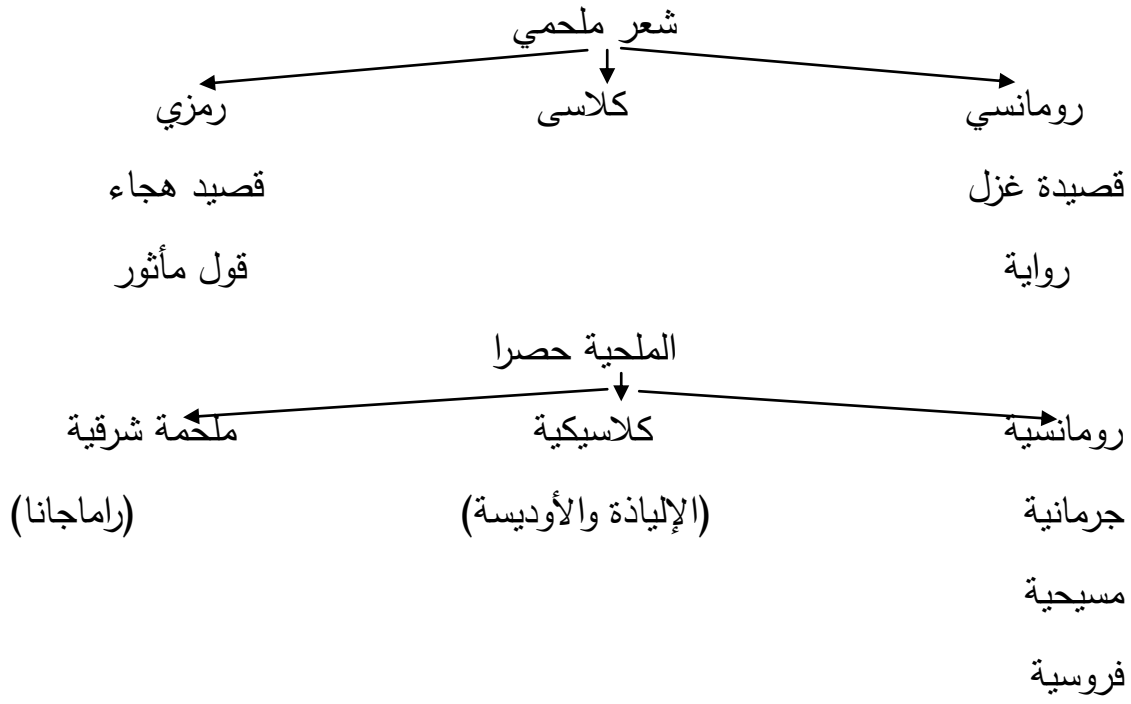 شعر ملحمي
رومانسي كلاسى رمزي
قصيدة غزل قصيد هجاء
رواية قول مأثور
الملحية حصرا
رومانسية كلاسيكية ملحمة شرقية
جرمانية (الإلياذة والأوديسة) (راماجانا)
مسيحية
فروسية